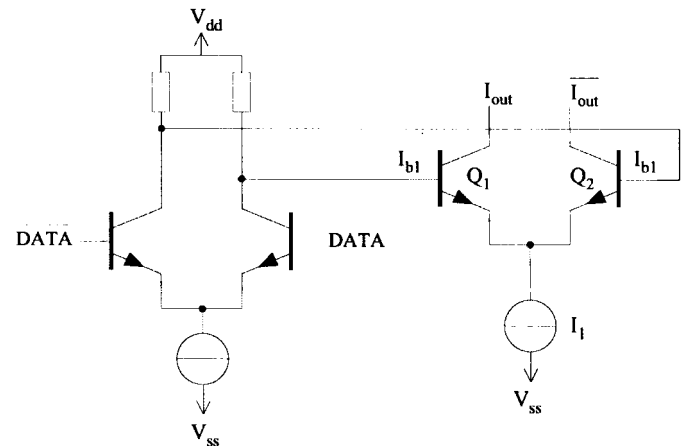 V_dd
I_out
I_out
I_b1
Q_1
Q_2
I_b1
DATA
DATA
I_1
V_ss
V_ss